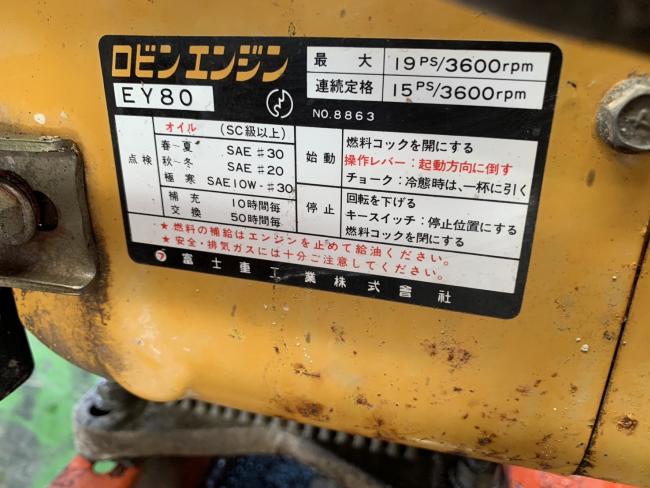 ロビンエンジン
EY80
最大 19PS/3600rpm
連続定格 15PS/3600rpm
NO.8863
点検
オイル (SC級以上)
春~夏 SAE #30
秋~冬 SAE #20
極寒 SAE10W-#30
補充 10時間毎
交換 50時間毎
始動
燃料コックを開にする
操作レバー:起動方向に倒す
チョーク:冷態時は、一杯に引く
停止
回転を下げる
キースイッチ:停止位置にする
燃料コックを閉にする
★燃料の補給はエンジンを止めて給油ください。
★安全・排気ガスには十分ご注意してください。
富士重工業株式會社